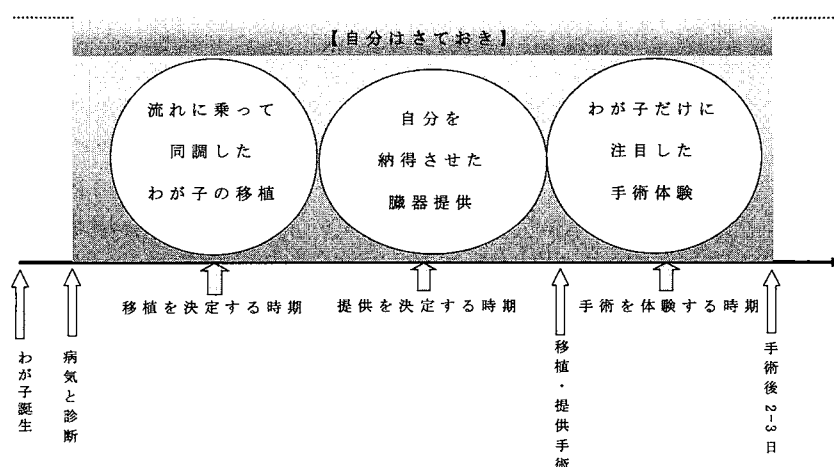 【自分はさておき】
流れに乗って
同調した
わが子の移植
自分を
納得させた
臓器提供
わが子だけに
注目した
手術体験
移植を決定する時期
提供を決定する時期
手術を体験する時期
わが子誕生
病気と診断
移植・提供手術
手術後2-3日